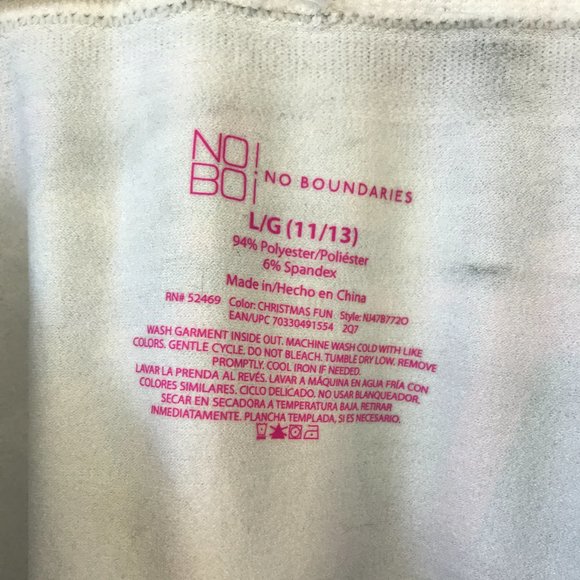 NO!
BOi
NO BOUNDARIES
L/G (11/13)
94% Polyester/Poliéster
6% Spandex
Made in/Hecho en China
RN# 52469 Color: CHRISTMAS FUN Style: NJ47B772O
EAN/UPC 70330491554 2Q7
WASH GARMENT INSIDE OUT. MACHINE WASH COLD WITH LIKE
COLORS. GENTLE CYCLE. DO NOT BLEACH. TUMBLE DRY LOW. REMOVE
PROMPTLY. COOL IRON IF NEEDED.
LAVAR LA PRENDA AL REVÉS. LAVAR A MÁQUINA EN AGUA FRÍA CON
COLORES SIMILARES. CICLO DELICADO. NO USAR BLANQUEADOR.
SECAR EN SECADORA A TEMPERATURA BAJA. RETIRAR
INMEDIATAMENTE. PLANCHA TEMPLADA, SI ES NECESARIO.